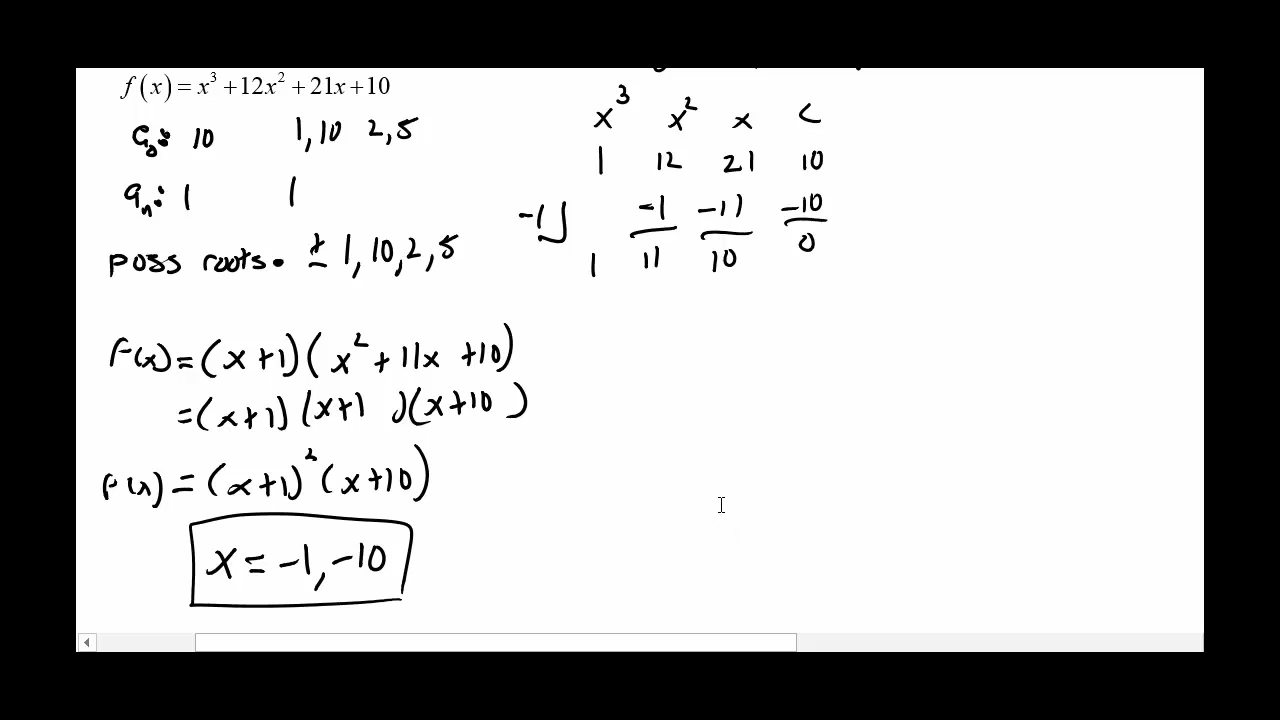 f(x) = x³ + 12x² + 21x + 10
a₀: 10 1, 10 2, 5
aₙ: 1 1
poss roots. ± 1, 10, 2, 5
x³ x² x c
1 12 21 10
-1 -1 -11 -10
1 11 10 0
F(x) = (x+1)(x² + 11x +10)
= (x+1)(x+1 )(x+10 )
F(x) = (x+1)²(x+10)
x = -1, -10